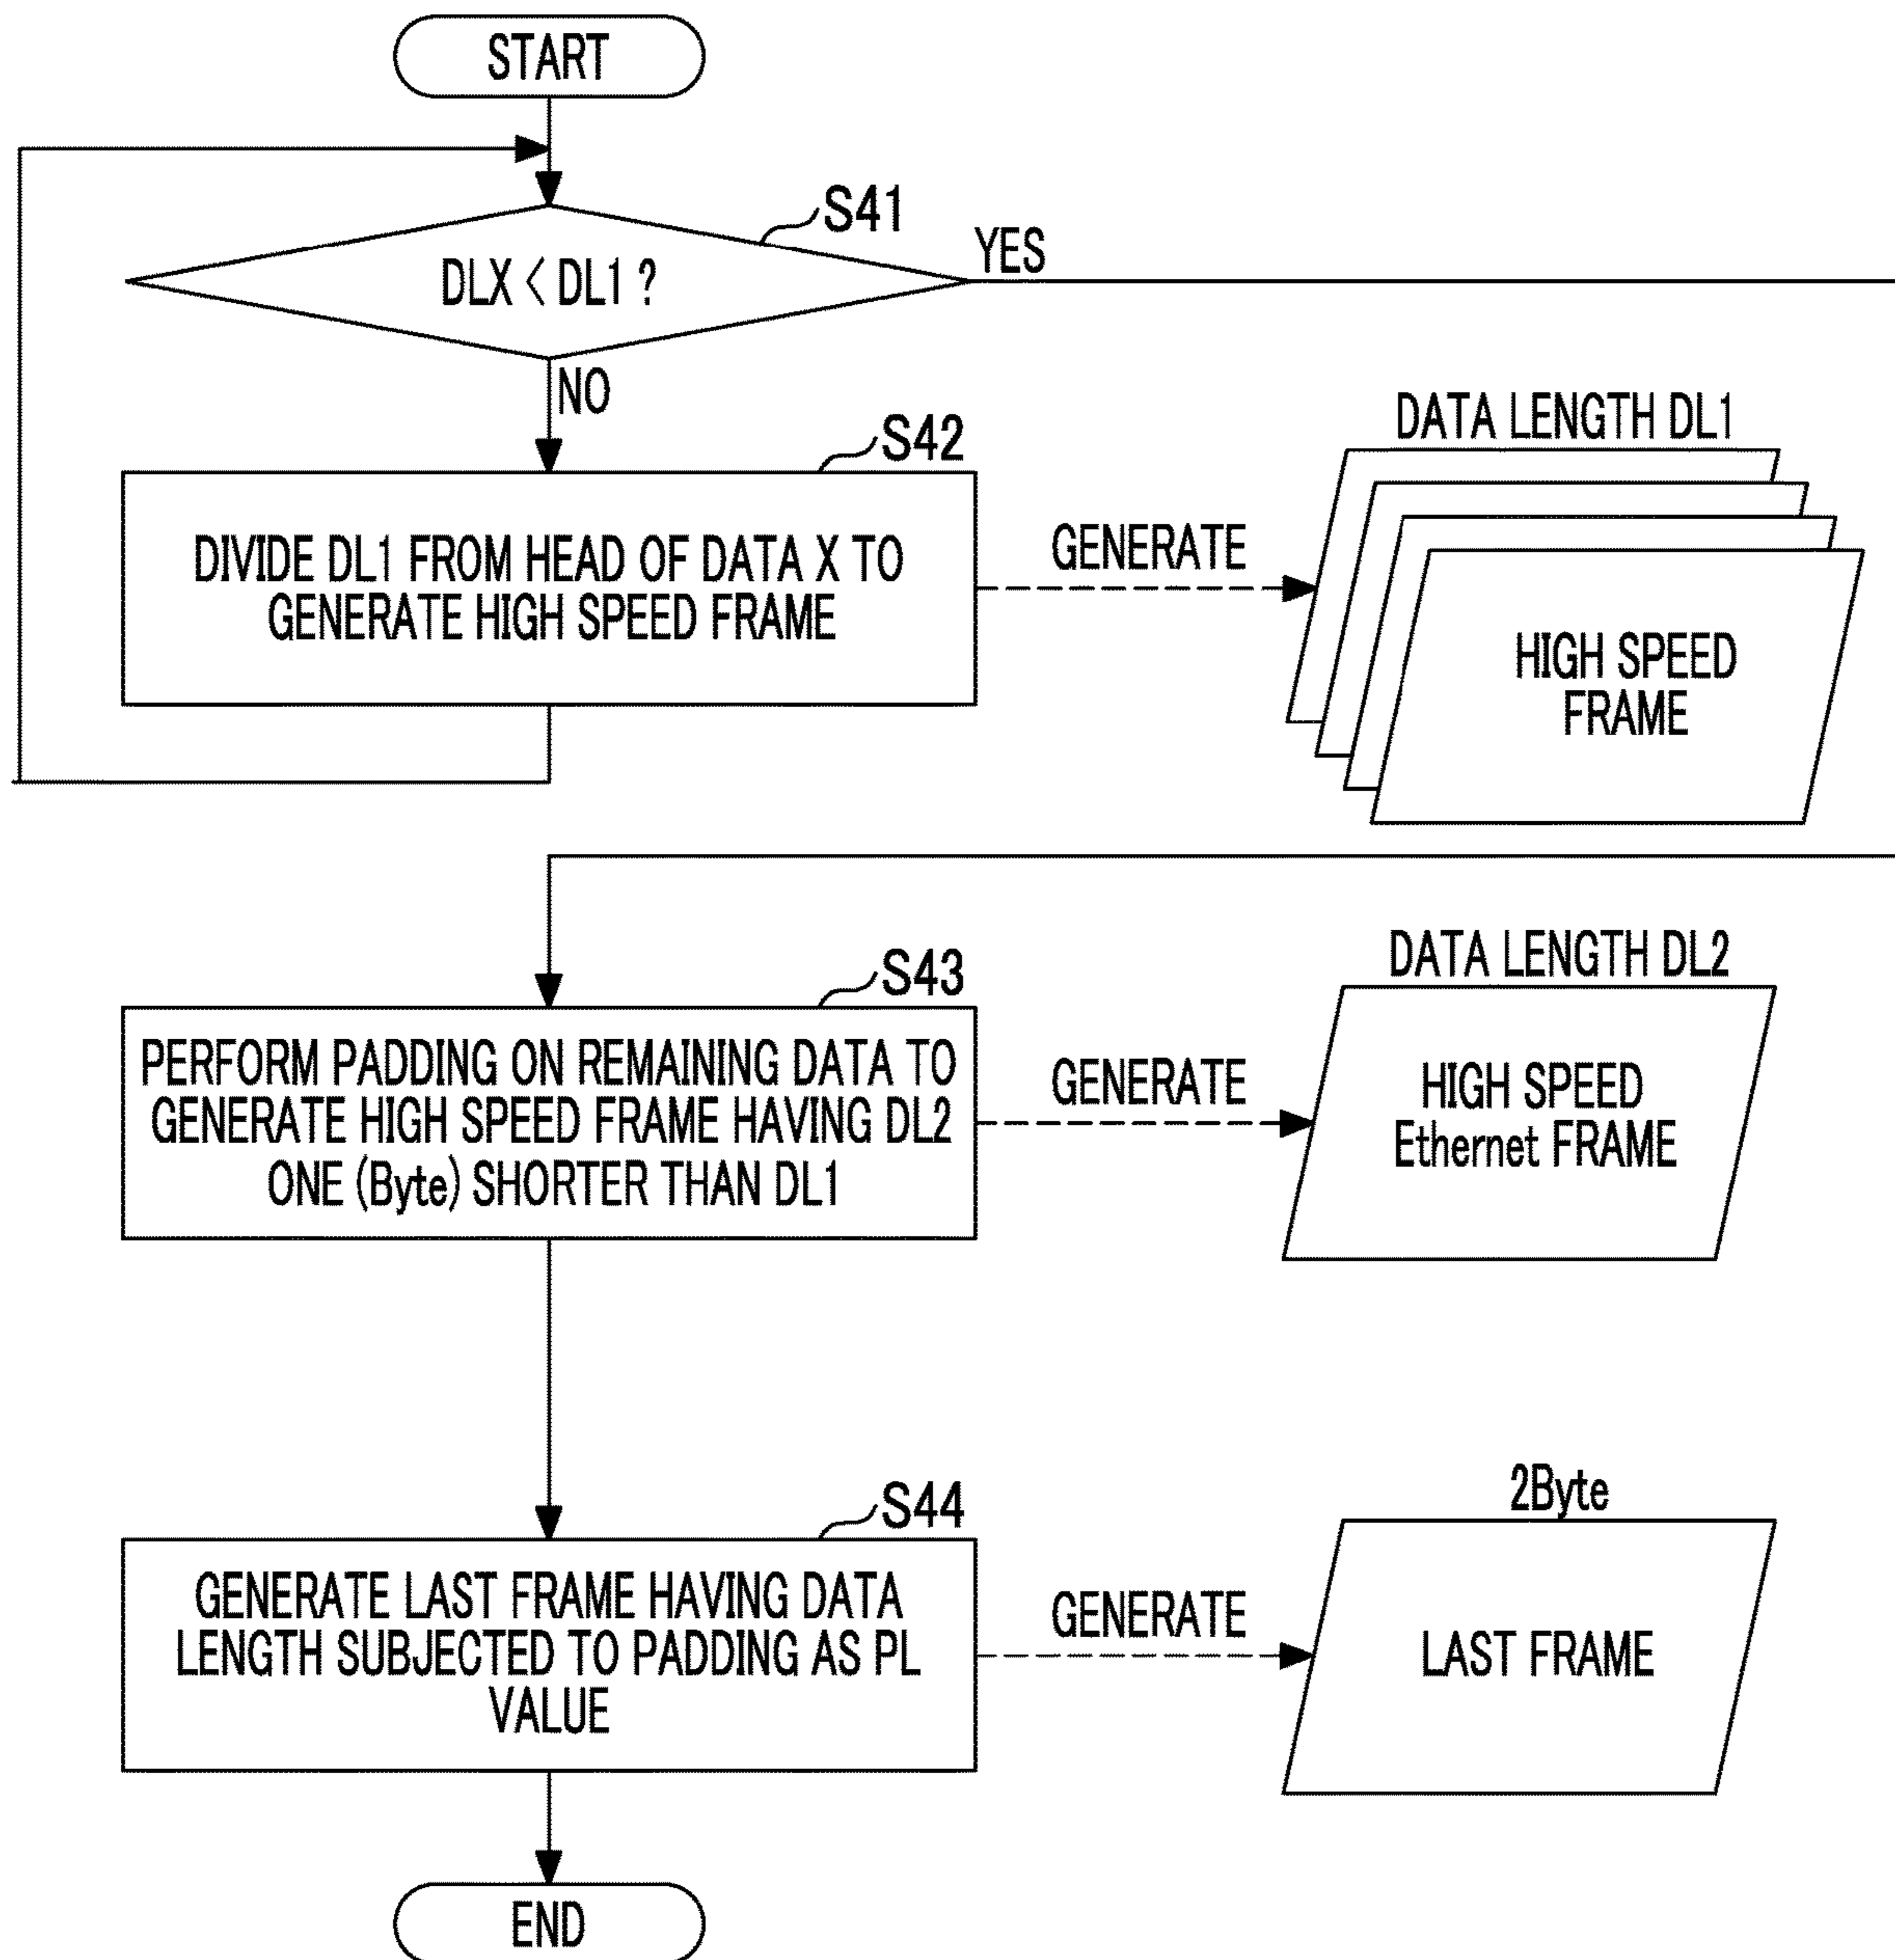 START
S41
DLX < DL1 ?
YES
NO
S42
DIVIDE DL1 FROM HEAD OF DATA X TO
GENERATE HIGH SPEED FRAME
GENERATE
DATA LENGTH DL1
HIGH SPEED
FRAME
S43
PERFORM PADDING ON REMAINING DATA TO
GENERATE HIGH SPEED FRAME HAVING DL2
ONE (Byte) SHORTER THAN DL1
GENERATE
DATA LENGTH DL2
HIGH SPEED
Ethernet FRAME
S44
GENERATE LAST FRAME HAVING DATA
LENGTH SUBJECTED TO PADDING AS PL
VALUE
GENERATE
2Byte
LAST FRAME
END